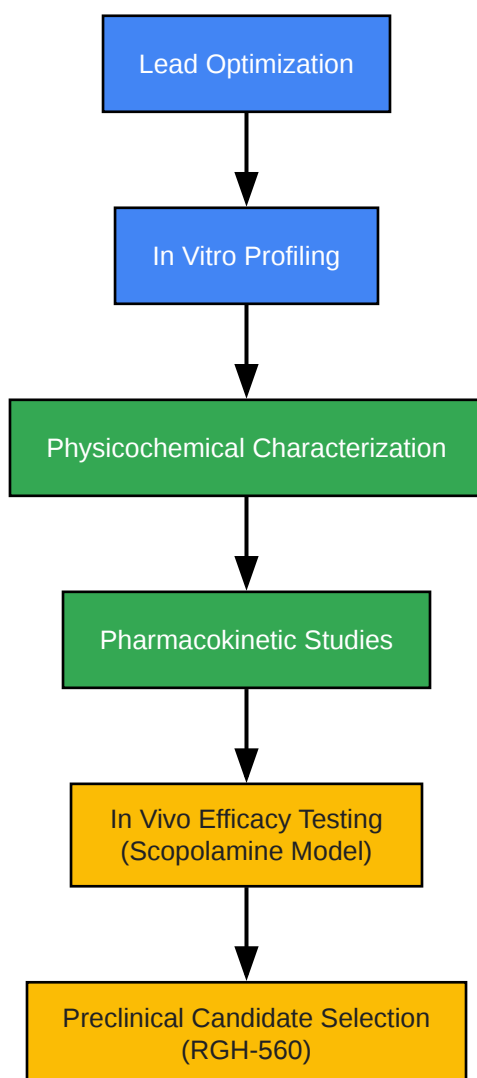 Lead Optimization
In Vitro Profiling
Physicochemical Characterization
Pharmacokinetic Studies
In Vivo Efficacy Testing
(Scopolamine Model)
Preclinical Candidate Selection
(RGH-560)